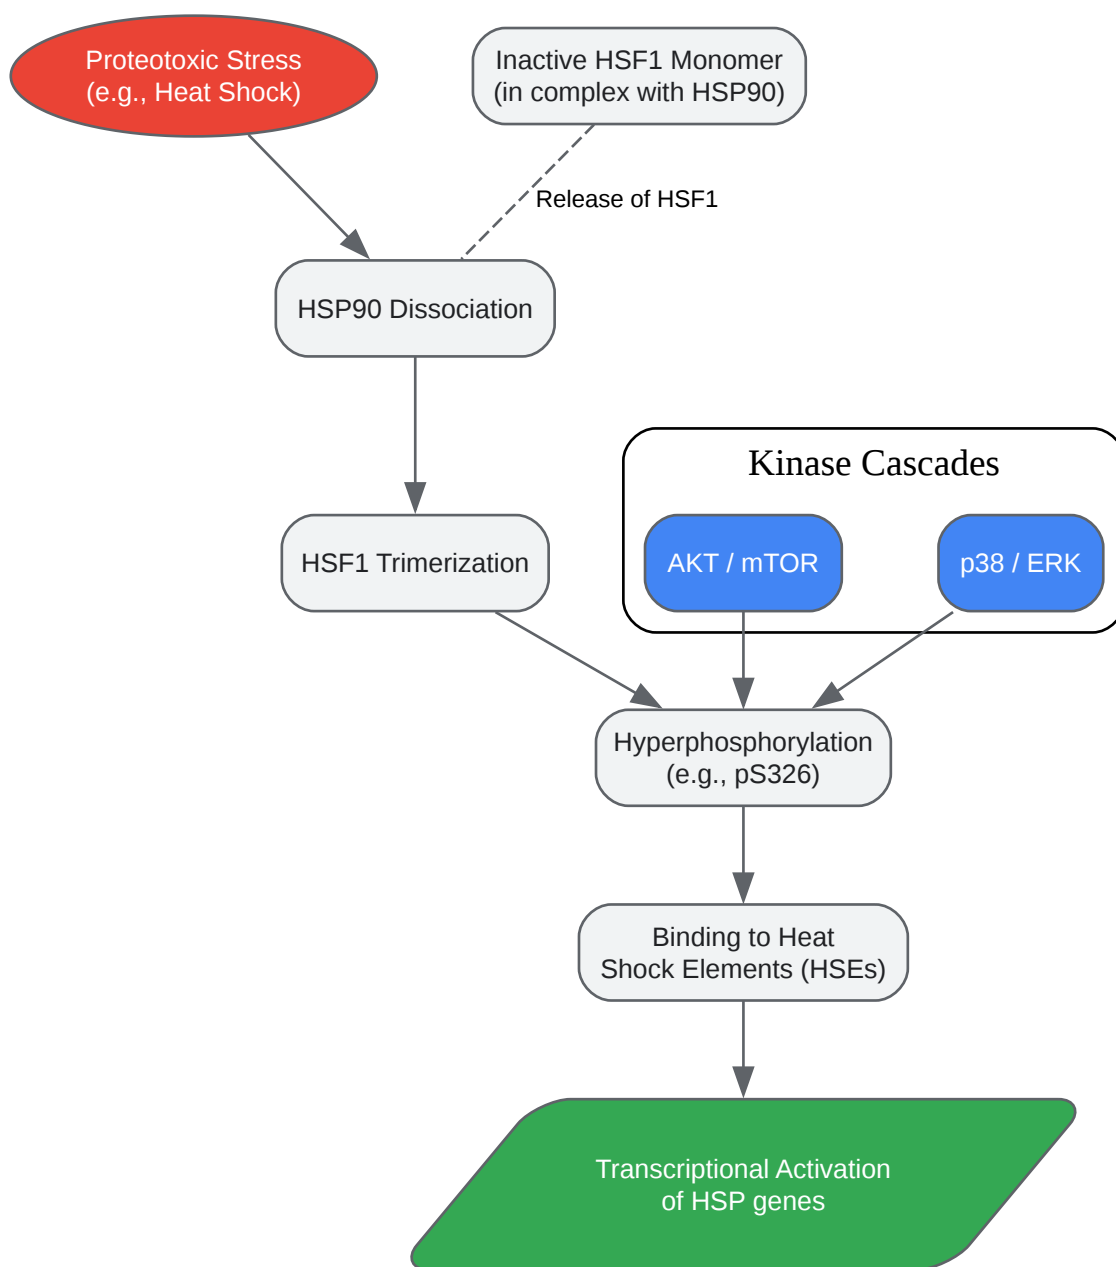 Proteotoxic Stress
(e.g., Heat Shock)
Inactive HSF1 Monomer
(in complex with HSP90)
Release of HSF1
HSP90 Dissociation
Kinase Cascades
HSF1 Trimerization
AKT / mTOR
p38 / ERK
Hyperphosphorylation
(e.g., pS326)
Binding to Heat
Shock Elements (HSEs)
Transcriptional Activation
of HSP genes